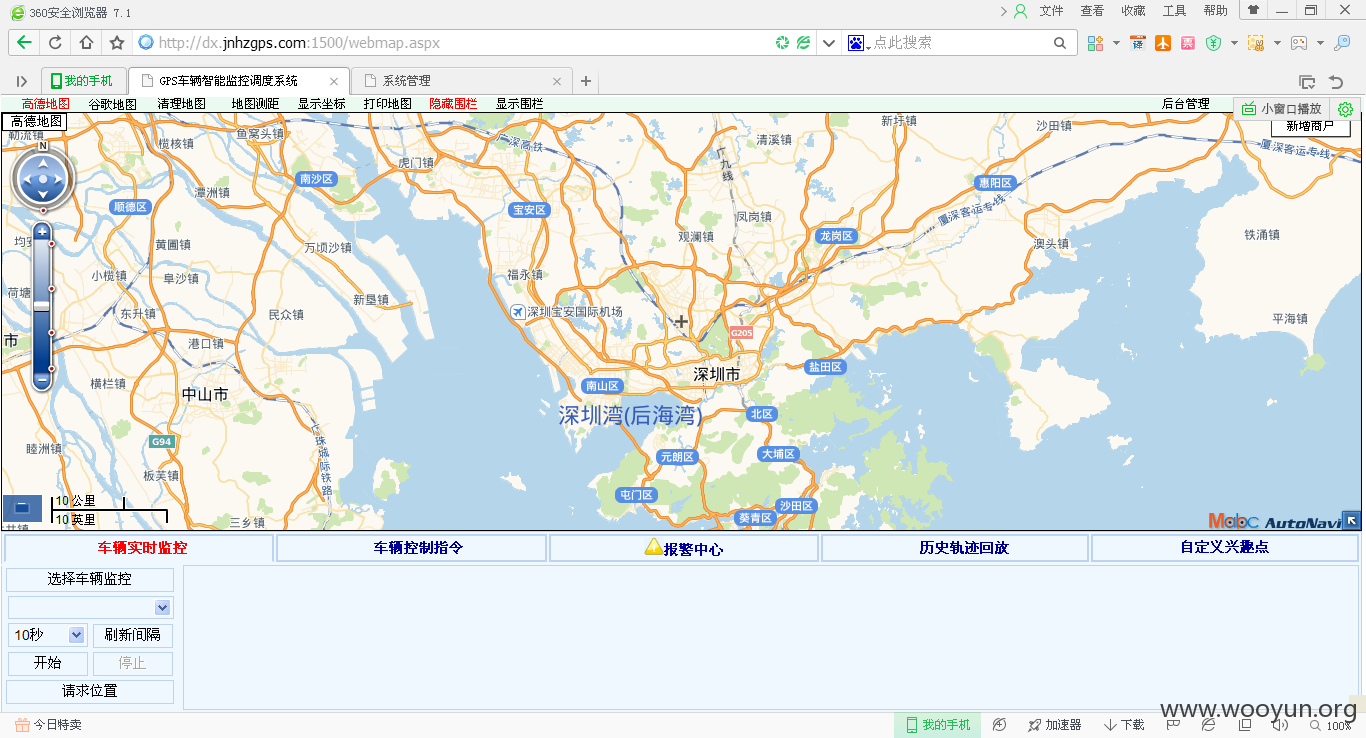 360安全浏览器 7.1
文件 查看 收藏 工具 帮助
http://dx.jnhzgps.com:1500/webmap.aspx
点此搜索
译
票
我的手机
GPS车辆智能监控调度系统
系统管理
高德地图 谷歌地图 清理地图 地图测距 显示坐标 打印地图 隐藏围栏 显示围栏 后台管理
小窗口播放
高德地图
新增商户
勒流镇
榄核镇
鱼窝头镇
广深高铁
广九线
清溪镇
新圩镇
沙田镇
厦深客运专线
N
虎门镇
南沙区
惠阳区
潭洲镇
顺德区
宝安区
凤岗镇
厦深客运专线
观澜镇
龙岗区
铁涌镇
黄圃镇
万顷沙镇
澳头镇
小榄镇
阜沙镇
福永镇
荷塘
新垦镇
东升镇
民众镇
深圳宝安国际机场
平海镇
G205
市
港口镇
横栏镇
中山市
南山区
深圳市
盐田区
深圳湾(后海湾)
北区
G94
睦洲镇
广珠城际铁路
元朗区
大埔区
板芙镇
屯门区
沙田区
葵青区
10 公里
10 英里
三乡镇
Mabc AutoNavi
车辆实时监控 车辆控制指令 报警中心 历史轨迹回放 自定义兴趣点
选择车辆监控
10秒 刷新间隔
开始 停止
请求位置
www.wooyun.org
今日特卖
我的手机 加速器 下载 100%